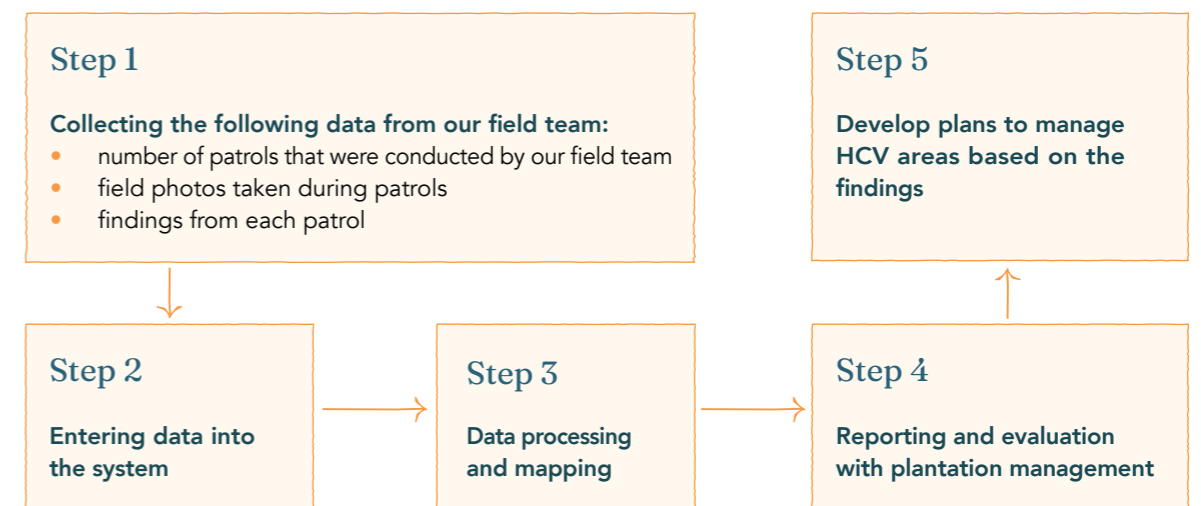 Step 1
Collecting the following data from our field team:
• number of patrols that were conducted by our field team
• field photos taken during patrols
• findings from each patrol
Step 2
Entering data into
the system
Step 3
Data processing
and mapping
Step 4
Reporting and evaluation
with plantation management
Step 5
Develop plans to manage
HCV areas based on the
findings